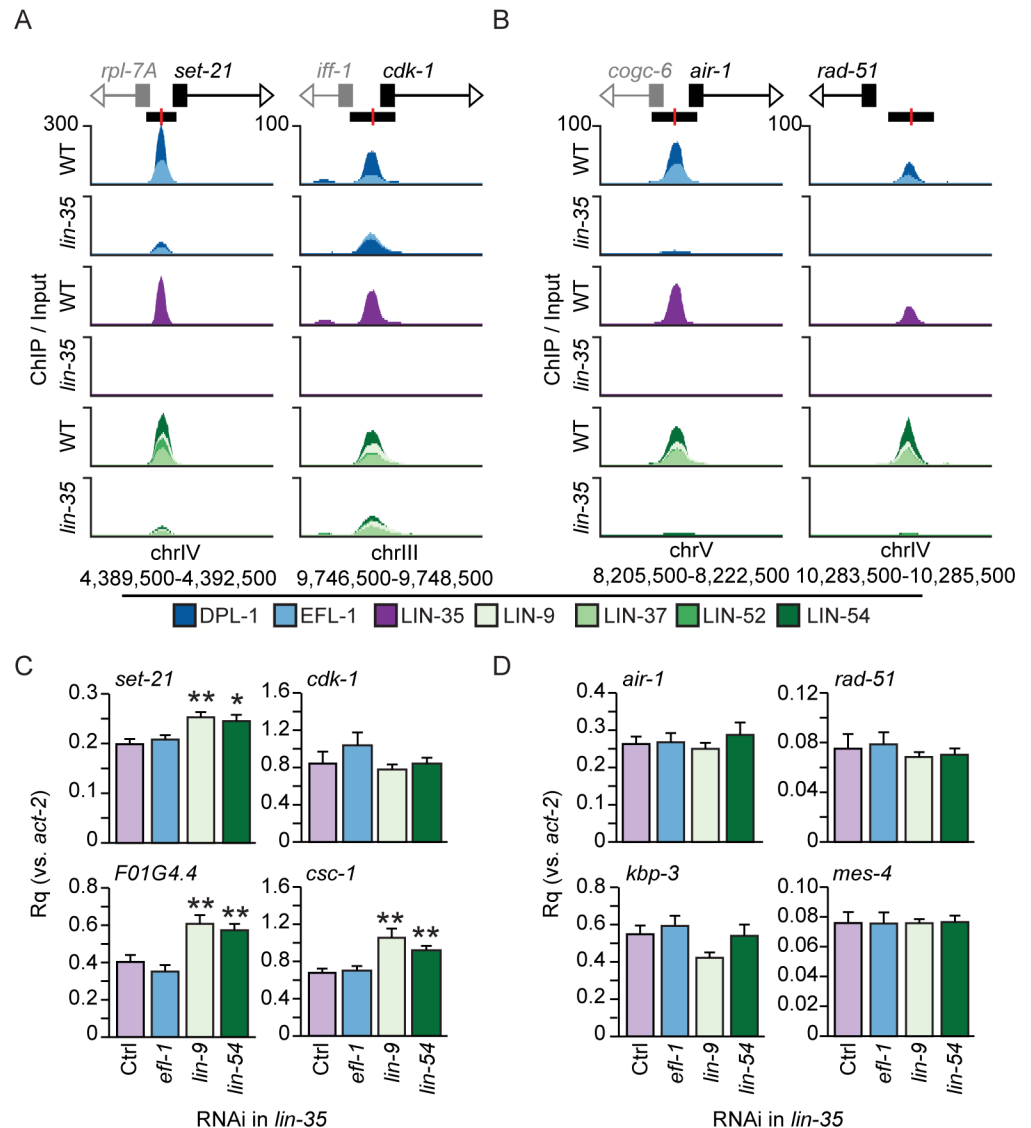 A
B
rpl-7A set-21 iff-1 cdk-1 cogc-6 air-1 rad-51
300 100 100 100
ChIP / Input ChIP / Input
WT WT
lin-35 lin-35
WT WT
lin-35 lin-35
WT WT
lin-35 lin-35
chrIV chrIII chrV chrIV
4,389,500-4,392,500 9,746,500-9,748,500 8,205,500-8,222,500 10,283,500-10,285,500
DPL-1 EFL-1 LIN-35 LIN-9 LIN-37 LIN-52 LIN-54
C
Rq (vs. act-2)
set-21
0.3
0.2
0.1
0
** *
cdk-1
1.6
1.2
0.8
0.4
0
F01G4.4
0.8
0.6
0.4
0.2
0
** **
csc-1
1.6
1.2
0.8
0.4
0
** **
Ctrl efl-1 lin-9 lin-54 Ctrl efl-1 lin-9 lin-54
RNAi in lin-35
D
Rq (vs. act-2)
air-1
0.4
0.3
0.2
0.1
0
rad-51
0.12
0.08
0.04
0
kbp-3
0.8
0.6
0.4
0.2
0
mes-4
0.10
0.08
0.06
0.04
0.02
0
Ctrl efl-1 lin-9 lin-54 Ctrl efl-1 lin-9 lin-54
RNAi in lin-35